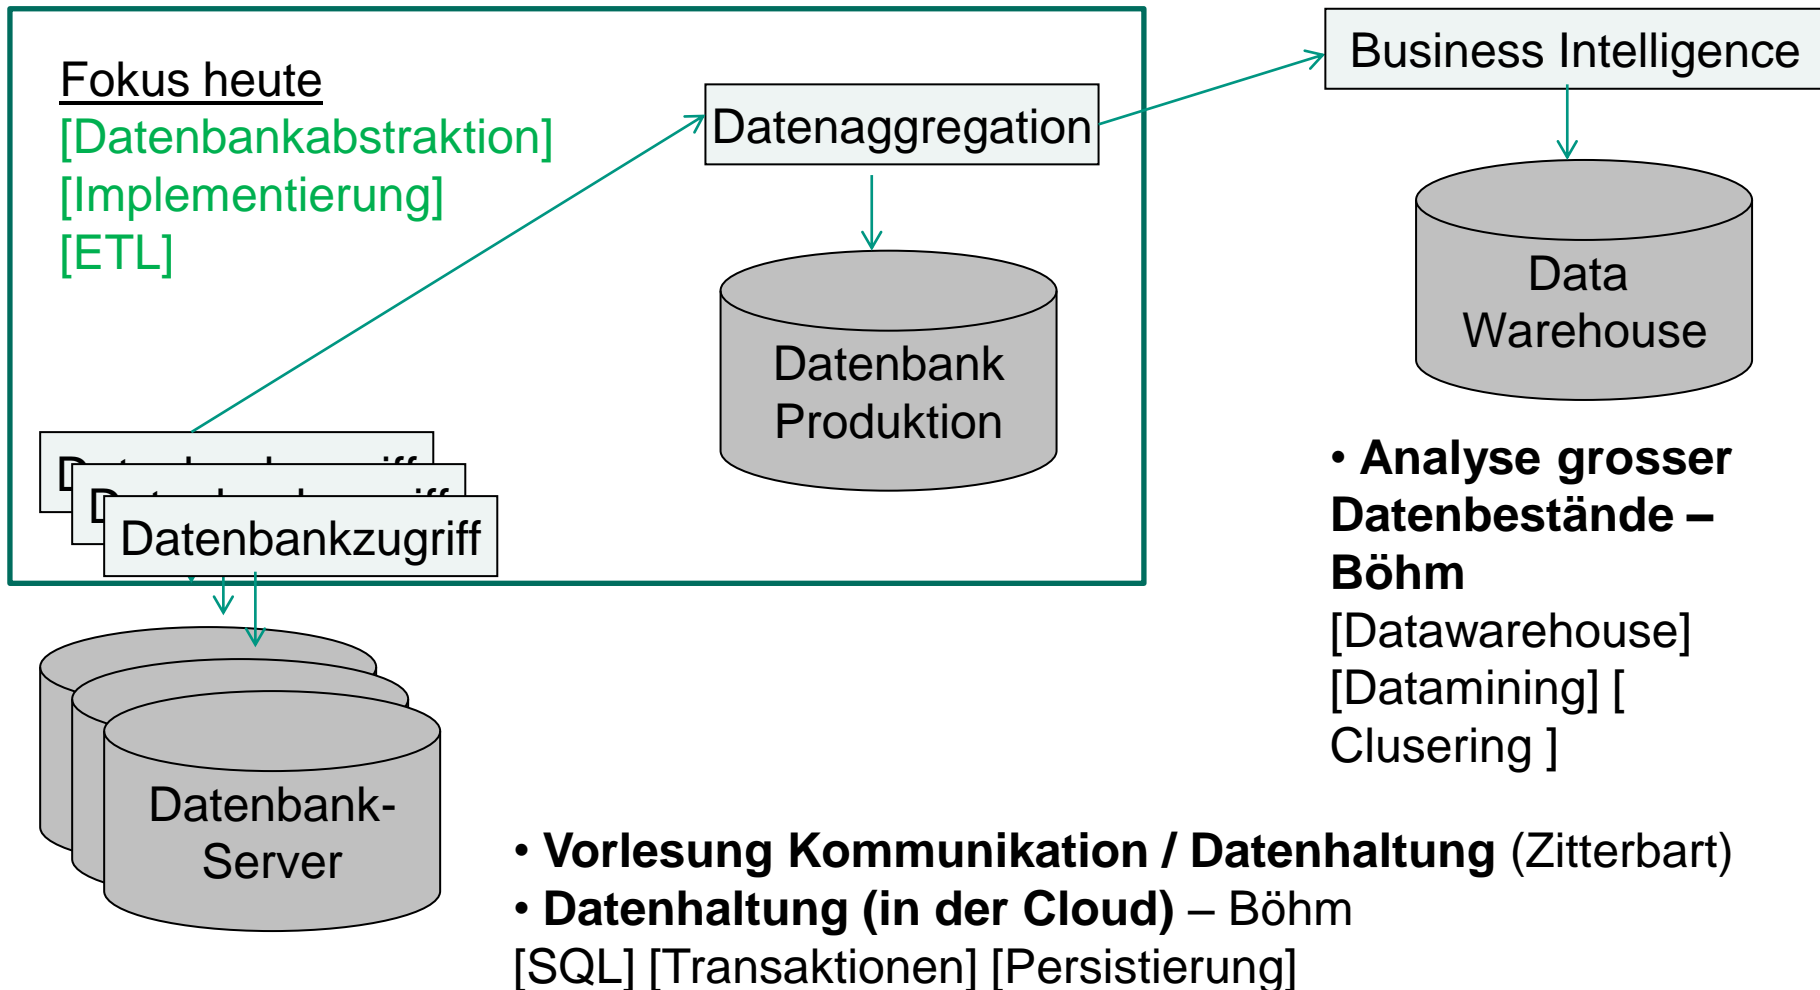 Fokus heute
[Datenbankabstraktion]
[Implementierung]
[ETL]
Datenaggregation
Datenbank
Produktion
Business Intelligence
Data
Warehouse
Datenbankzugriff
Datenbank-
Server
• Analyse grosser
Datenbestände –
Böhm
[Datawarehouse]
[Datamining] [
Clusering ]
• Vorlesung Kommunikation / Datenhaltung (Zitterbart)
• Datenhaltung (in der Cloud) – Böhm
[SQL] [Transaktionen] [Persistierung]